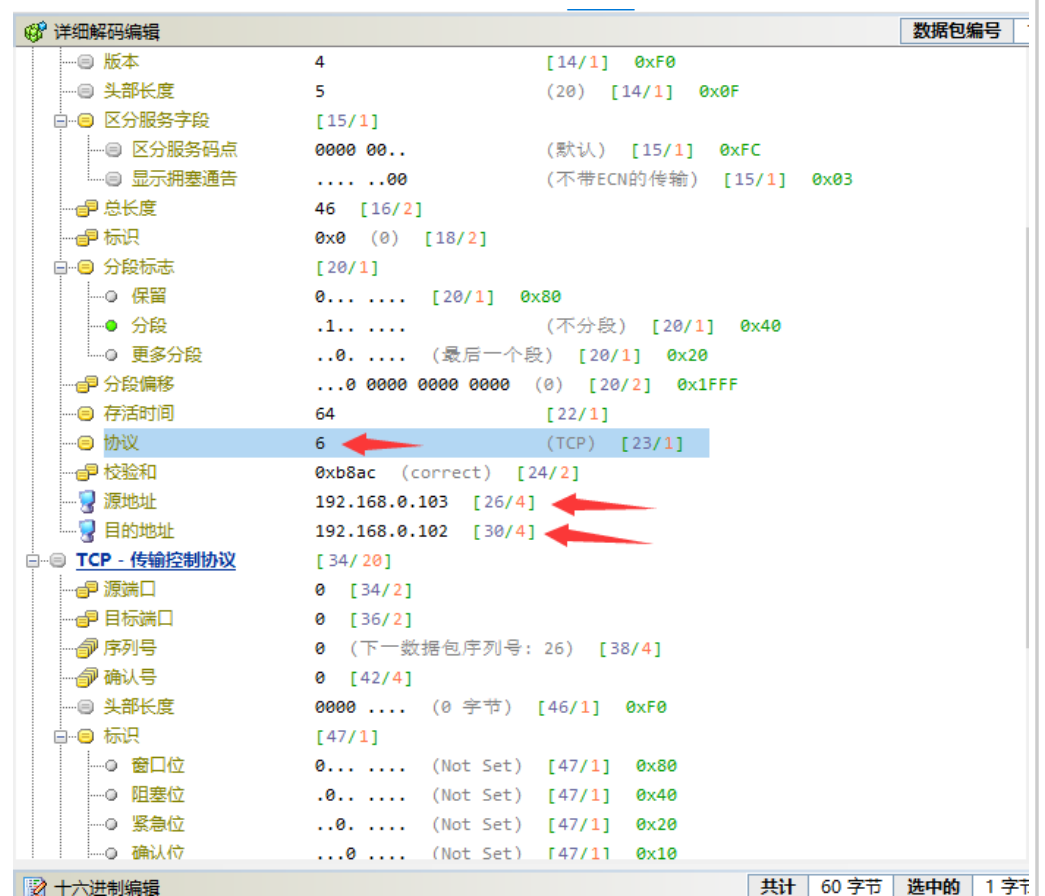 详细解码编辑 数据包编号
版本 4 [14/1] 0xF0
头部长度 5 (20) [14/1] 0x0F
区分服务字段 [15/1]
区分服务码点 0000 00.. (默认) [15/1] 0xFC
显示拥塞通告 .... ..00 (不带ECN的传输) [15/1] 0x03
总长度 46 [16/2]
标识 0x0 (0) [18/2]
分段标志 [20/1]
保留 0... .... [20/1] 0x80
分段 .1.. .... (不分段) [20/1] 0x40
更多分段 ..0. .... (最后一个段) [20/1] 0x20
分段偏移 ...0 0000 0000 0000 (0) [20/2] 0x1FFF
存活时间 64 [22/1]
协议 6 (TCP) [23/1]
校验和 0xb8ac (correct) [24/2]
源地址 192.168.0.103 [26/4]
目的地址 192.168.0.102 [30/4]
TCP - 传输控制协议 [34/20]
源端口 0 [34/2]
目标端口 0 [36/2]
序列号 0 (下一数据包序列号: 26) [38/4]
确认号 0 [42/4]
头部长度 0000 .... (0 字节) [46/1] 0xF0
标识 [47/1]
窗口位 0... .... (Not Set) [47/1] 0x80
阻塞位 .0.. .... (Not Set) [47/1] 0x40
紧急位 ..0. .... (Not Set) [47/1] 0x20
确认位 ...0 .... (Not Set) [47/1] 0x10
十六进制编辑 共计 60 字节 选中的 1 字节